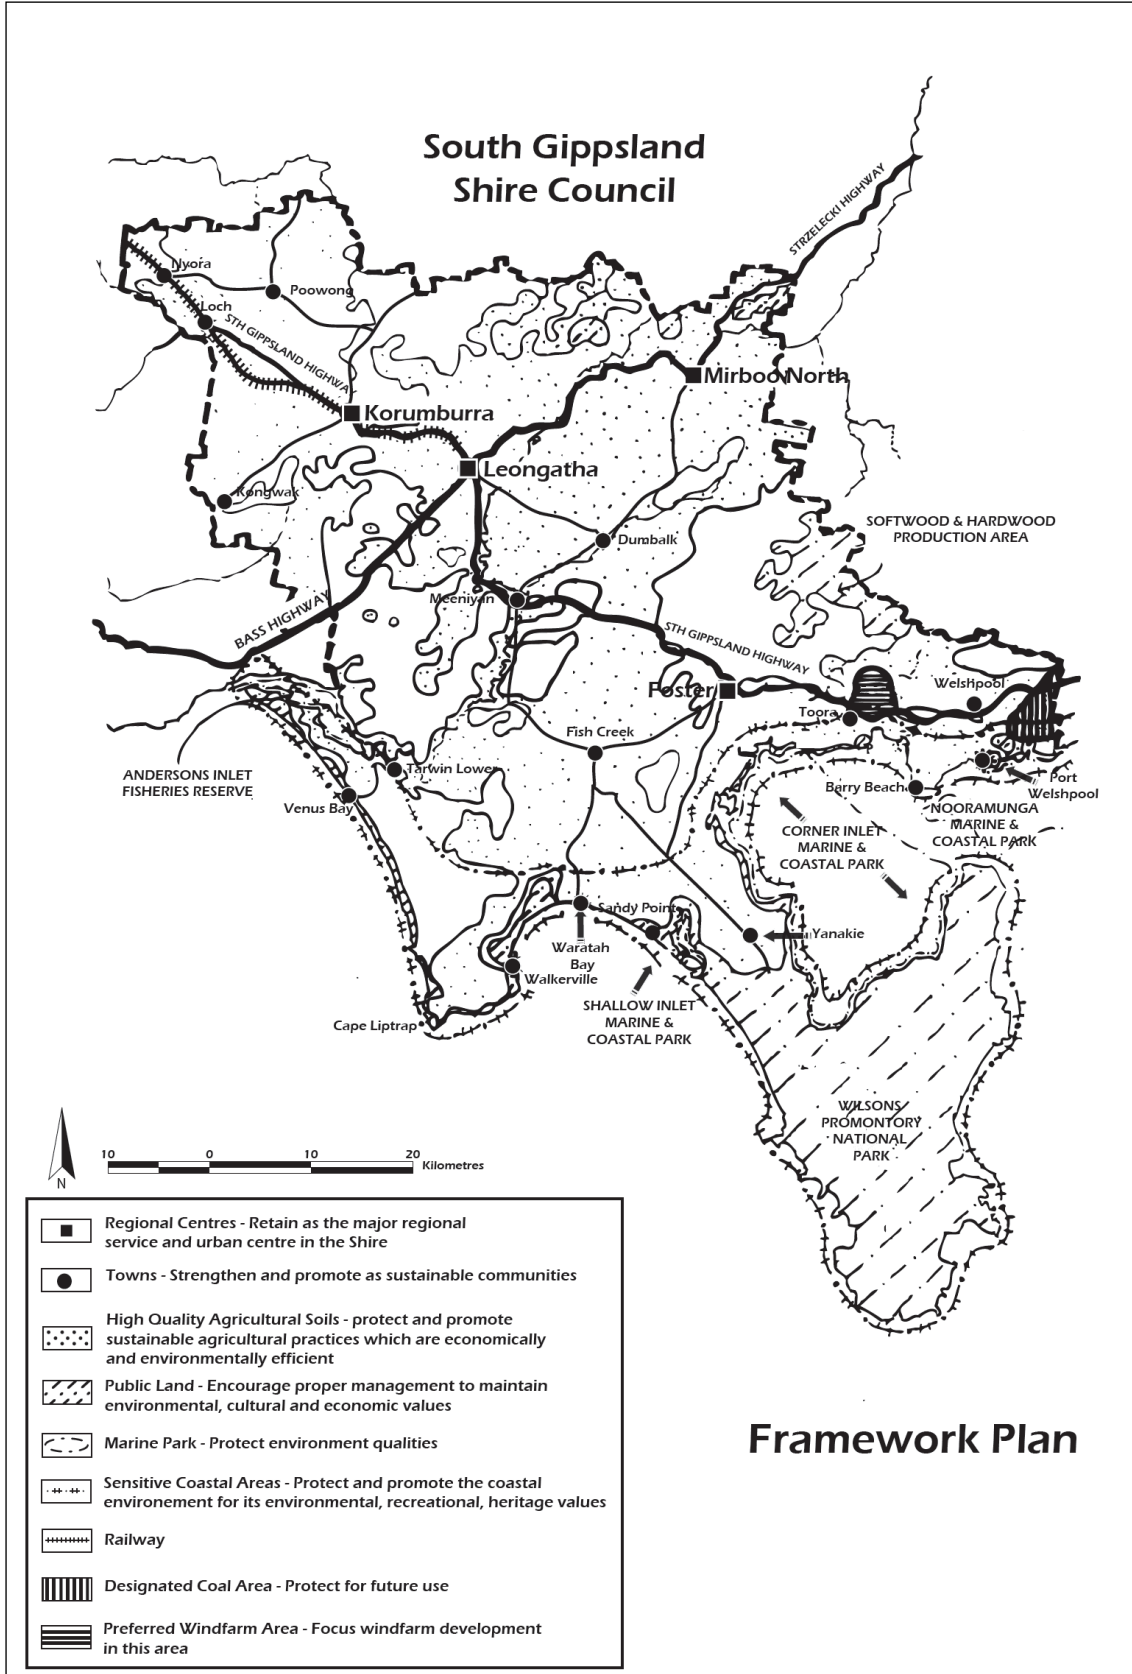 South Gippsland
Shire Council
STRZELECKI HIGHWAY
Nyora
Poowong
Loch
STH GIPPSLAND HIGHWAY
Mirboo North
Korumburra
Leongatha
Kongwak
SOFTWOOD & HARDWOOD
PRODUCTION AREA
Dumbalk
Meeniyan
BASS HIGHWAY
STH GIPPSLAND HIGHWAY
Foster
Welshpool
Toora
Fish Creek
ANDERSONS INLET
FISHERIES RESERVE
Tarwin Lower
Venus Bay
Barry Beach
Port
Welshpool
NOORAMUNGA
MARINE &
COASTAL PARK
CORNER INLET
MARINE &
COASTAL PARK
Sandy Point
Yanakie
Waratah
Bay
Walkerville
SHALLOW INLET
MARINE &
COASTAL PARK
Cape Liptrap
WILSONS
PROMONTORY
NATIONAL
PARK
10 0 10 20
Kilometres
N
Regional Centres - Retain as the major regional
service and urban centre in the Shire
Towns - Strengthen and promote as sustainable communities
High Quality Agricultural Soils - protect and promote
sustainable agricultural practices which are economically
and environmentally efficient
Public Land - Encourage proper management to maintain
environmental, cultural and economic values
Marine Park - Protect environment qualities
Sensitive Coastal Areas - Protect and promote the coastal
environement for its environmental, recreational, heritage values
Railway
Designated Coal Area - Protect for future use
Preferred Windfarm Area - Focus windfarm development
in this area
Framework Plan